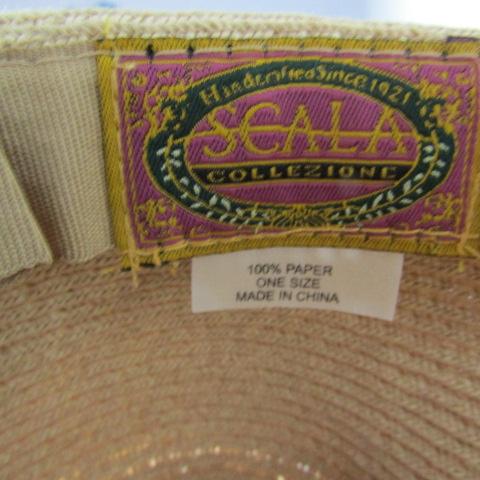 Handcrafted Since 1921
SCALA
COLLEZIONE
100% PAPER
ONE SIZE
MADE IN CHINA